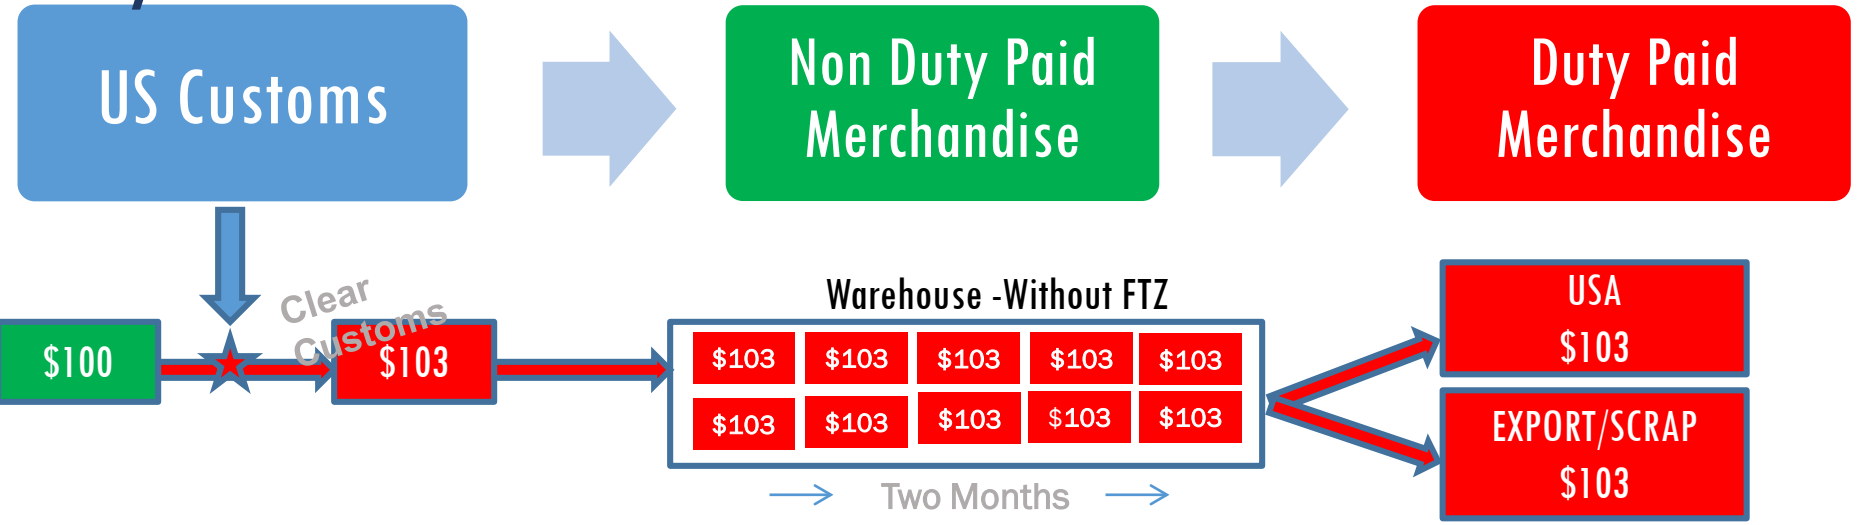 US Customs
Non Duty Paid
Merchandise
Duty Paid
Merchandise
Clear
Customs
$100
$103
Warehouse -Without FTZ
$103 $103 $103 $103 $103
$103 $103 $103 $103 $103
Two Months
USA
$103
EXPORT/SCRAP
$103